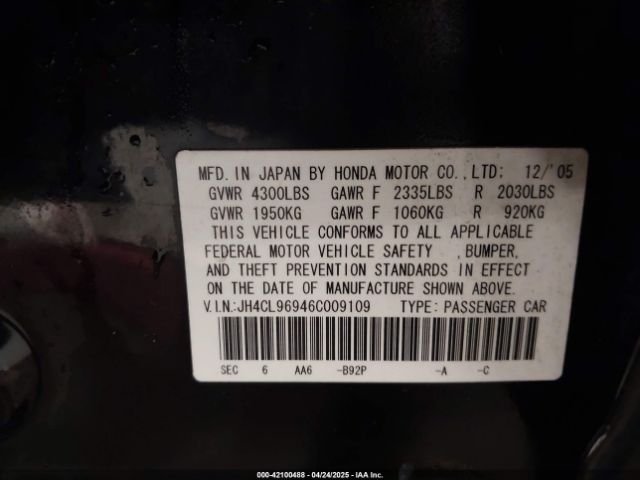 MFD. IN JAPAN BY HONDA MOTOR CO.,LTD: 12/'05
GVWR 4300LBS GAWR F 2335LBS R 2030LBS
GVWR 1950KG GAWR F 1060KG R 920KG
THIS VEHICLE CONFORMS TO ALL APPLICABLE
FEDERAL MOTOR VEHICLE SAFETY ,BUMPER,
AND THEFT PREVENTION STANDARDS IN EFFECT
ON THE DATE OF MANUFACTURE SHOWN ABOVE.
V.I.N.:JH4CL96946C009109 TYPE: PASSENGER CAR
SEC 6 AA6 -B92P -A -C
000-42100488 - 04/24/2025 - IAA Inc.